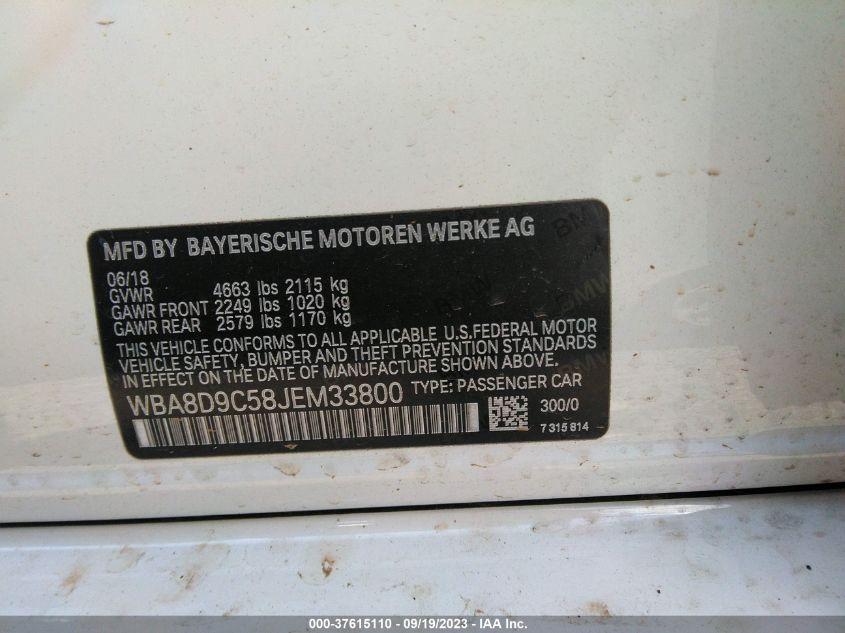 MFD BY BAYERISCHE MOTOREN WERKE AG
06/18
GVWR 4663 lbs 2115 kg
GAWR FRONT 2249 lbs 1020 kg
GAWR REAR 2579 lbs 1170 kg
THIS VEHICLE CONFORMS TO ALL APPLICABLE U.S.FEDERAL MOTOR
VEHICLE SAFETY, BUMPER AND THEFT PREVENTION STANDARDS
IN EFFECT ON THE DATE OF MANUFACTURE SHOWN ABOVE.
WBA8D9C58JEM33800 TYPE: PASSENGER CAR
300/0
7 315 814
BMW
BMW
BMW
000-37615110 - 09/19/2023 - IAA Inc.